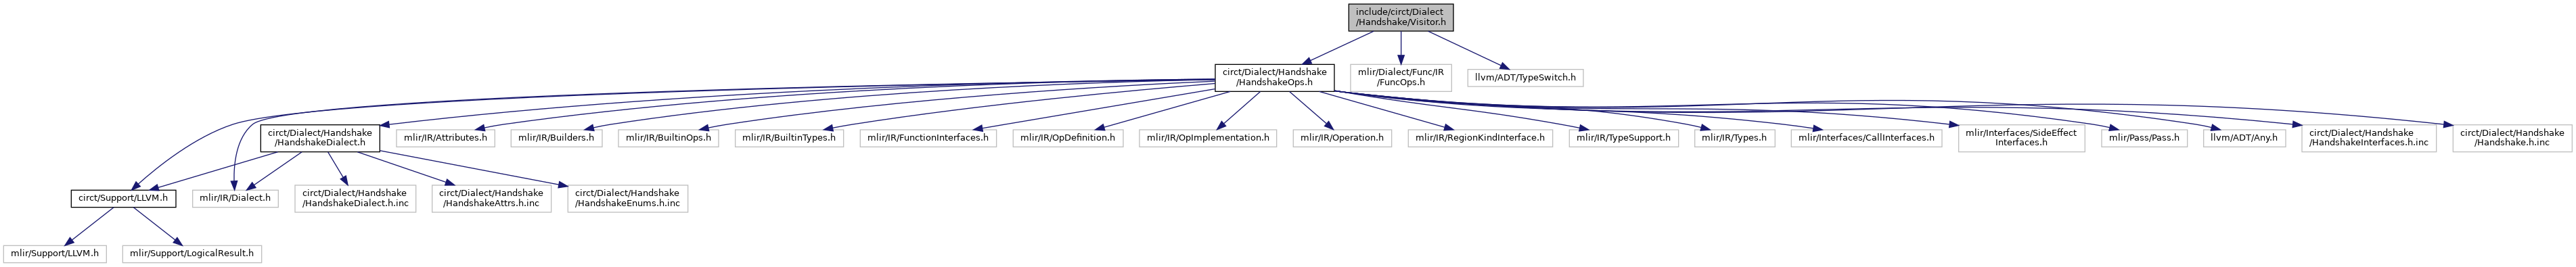 include/circt/Dialect
/Handshake/Visitor.h
circt/Dialect/Handshake
/HandshakeOps.h
mlir/Dialect/Func/IR
/FuncOps.h
llvm/ADT/TypeSwitch.h
circt/Dialect/Handshake
/HandshakeDialect.h
mlir/IR/Attributes.h
mlir/IR/Builders.h
mlir/IR/BuiltinOps.h
mlir/IR/BuiltinTypes.h
mlir/IR/FunctionInterfaces.h
mlir/IR/OpDefinition.h
mlir/IR/OpImplementation.h
mlir/IR/Operation.h
mlir/IR/RegionKindInterface.h
mlir/IR/TypeSupport.h
mlir/IR/Types.h
mlir/Interfaces/CallInterfaces.h
mlir/Interfaces/SideEffect
Interfaces.h
mlir/Pass/Pass.h
llvm/ADT/Any.h
circt/Dialect/Handshake
/HandshakeInterfaces.h.inc
circt/Dialect/Handshake
/Handshake.h.inc
circt/Support/LLVM.h
mlir/IR/Dialect.h
circt/Dialect/Handshake
/HandshakeDialect.h.inc
circt/Dialect/Handshake
/HandshakeAttrs.h.inc
circt/Dialect/Handshake
/HandshakeEnums.h.inc
mlir/Support/LLVM.h
mlir/Support/LogicalResult.h